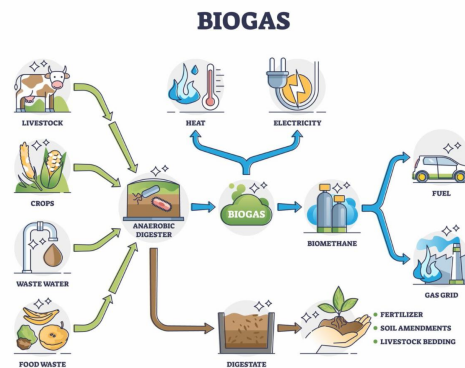 BIOGAS
LIVESTOCK
HEAT
ELECTRICITY
CROPS
ANAEROBIC
DIGESTER
BIOGAS
BIOMETHANE
FUEL
WASTE WATER
GAS GRID
FOOD WASTE
DIGESTATE
• FERTILIZER
• SOIL AMENDMENTS
• LIVESTOCK BEDDING